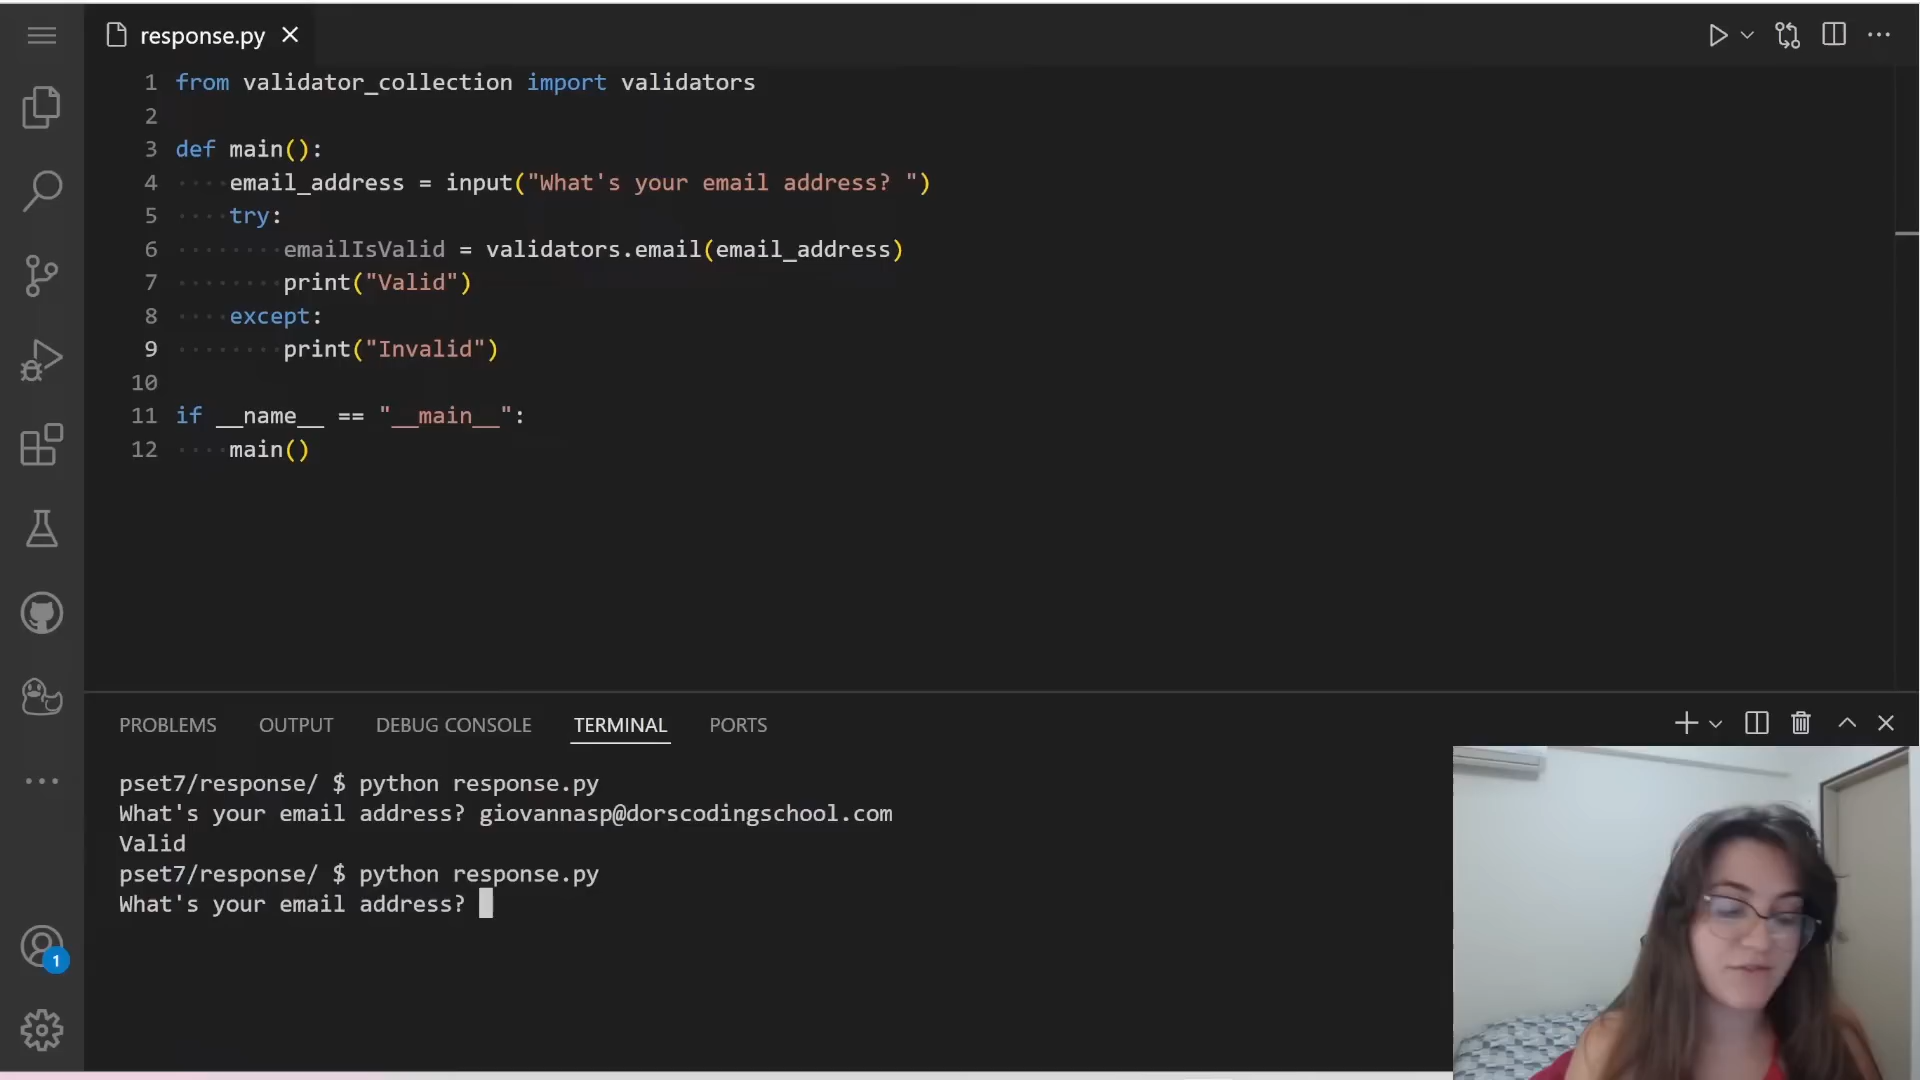 response.py
1 from validator_collection import validators
2
3 def main():
4     email_address = input("What's your email address? ")
5     try:
6         emailIsValid = validators.email(email_address)
7         print("Valid")
8     except:
9         print("Invalid")
10
11 if __name__ == "__main__":
12     main()
PROBLEMS OUTPUT DEBUG CONSOLE TERMINAL PORTS
pset7/response/ $ python response.py
What's your email address? giovannasp@dorscodingschool.com
Valid
pset7/response/ $ python response.py
What's your email address?
1